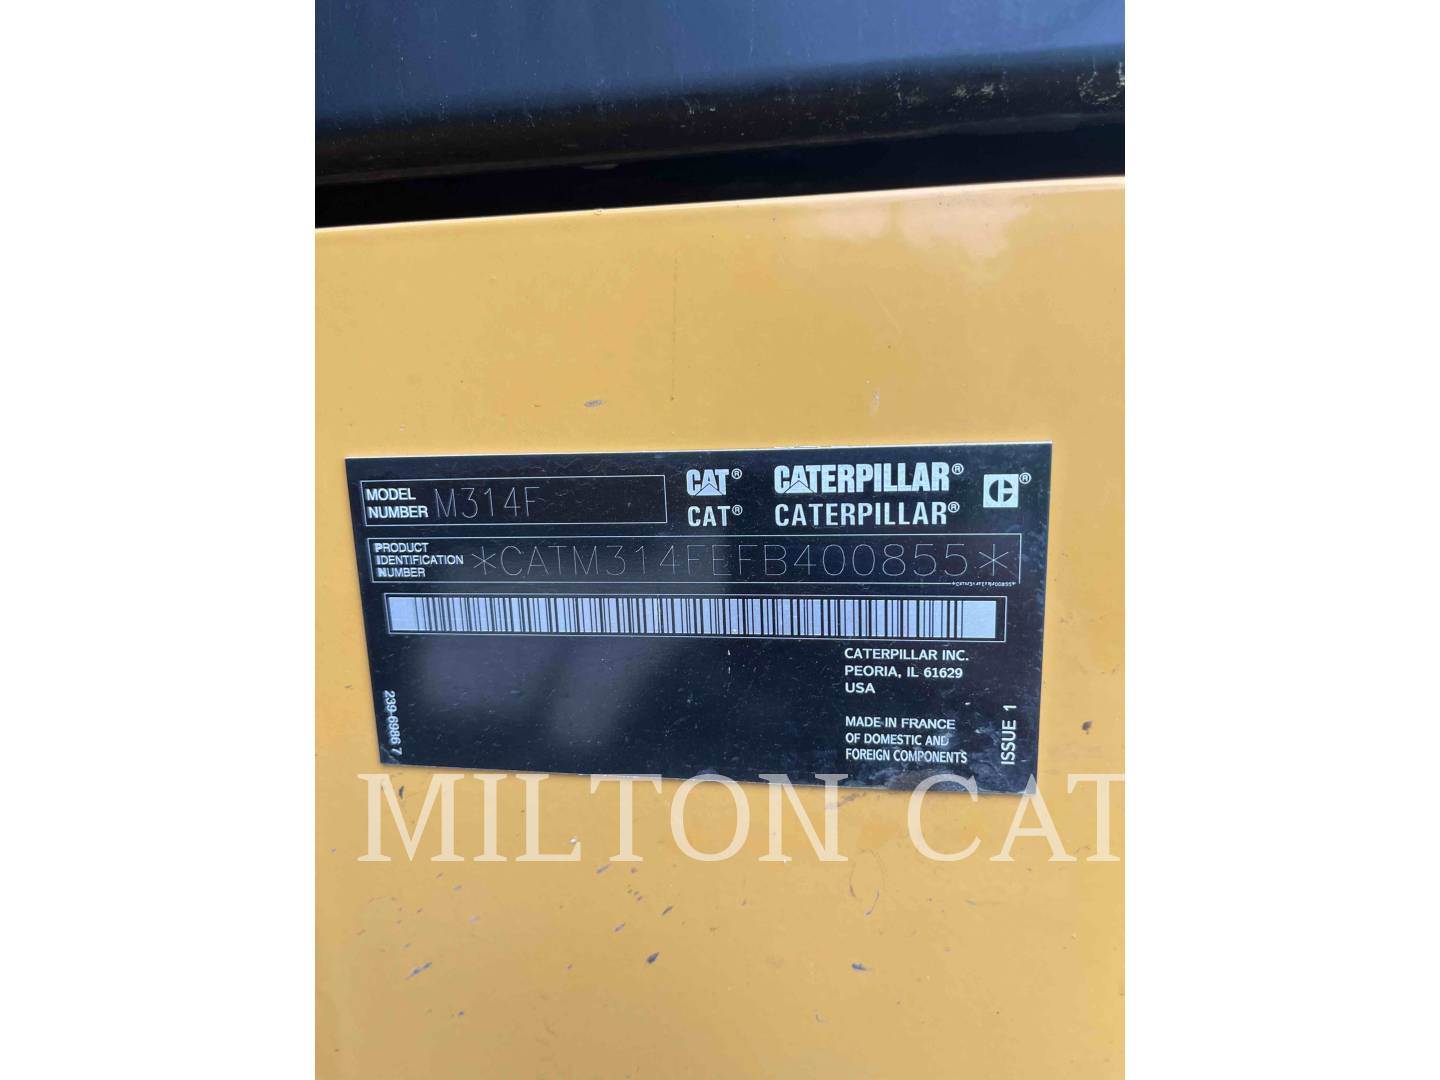 MODEL NUMBER M314F
CAT® CATERPILLAR® C®
CAT® CATERPILLAR®
PRODUCT IDENTIFICATION NUMBER *CATM314FEFB400855*
*CATM314FEFB400855*
CATERPILLAR INC.
PEORIA, IL 61629
USA
MADE IN FRANCE
OF DOMESTIC AND
FOREIGN COMPONENTS
239-6986 7
ISSUE 1
MILTON CAT